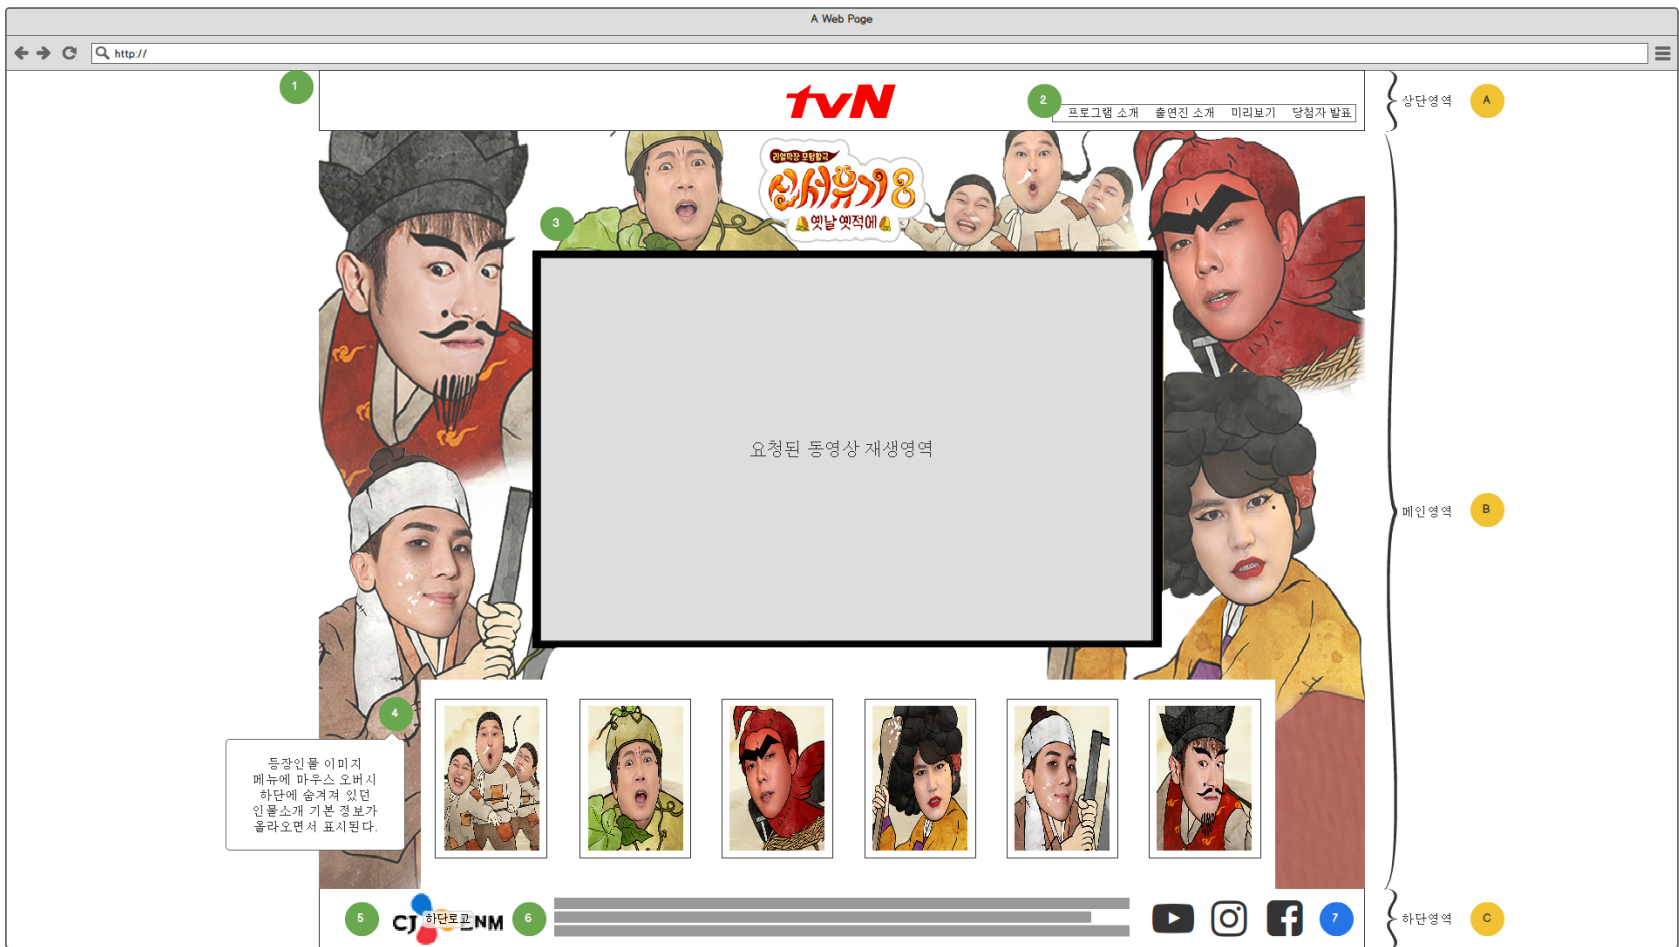 A Web Page
http://
1
tvN
2
프로그램 소개 출연진 소개 미리보기 당첨자 발표
상단영역
A
리얼막장 모험활극
신서유기8
옛날 옛적에
3
요청된 동영상 재생영역
메인영역
B
4
등장인물 이미지
메뉴에 마우스 오버시
하단에 숨겨져 있던
인물소개 기본 정보가
올라오면서 표시된다.
5
CJ ENM
하단로고
6
7
하단영역
C